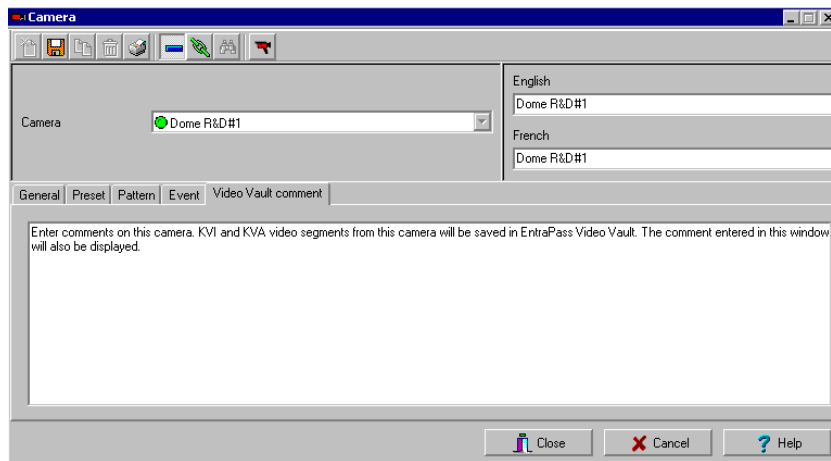 Camera
English
Dome R&D#1
Camera
Dome R&D#1
French
Dome R&D#1
General Preset Pattern Event Video Vault comment
Enter comments on this camera. KVI and KVA video segments from this camera will be saved in EntraPass Video Vault. The comment entered in this window
will also be displayed.
Close Cancel Help